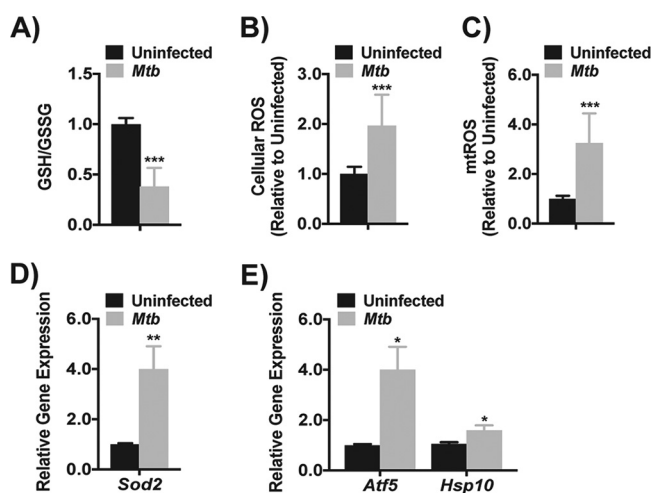 A)
Uninfected
Mtb
GSH/GSSG
1.5
1.0
0.5
0.0
***
B)
Uninfected
Mtb
Cellular ROS
(Relative to Uninfected)
3.0
2.0
1.0
0.0
***
C)
Uninfected
Mtb
mtROS
(Relative to Uninfected)
6.0
4.0
2.0
0.0
***
D)
Uninfected
Mtb
Relative Gene Expression
6.0
4.0
2.0
0.0
**
Sod2
E)
Uninfected
Mtb
Relative Gene Expression
6.0
4.0
2.0
0.0
*
*
Atf5 Hsp10